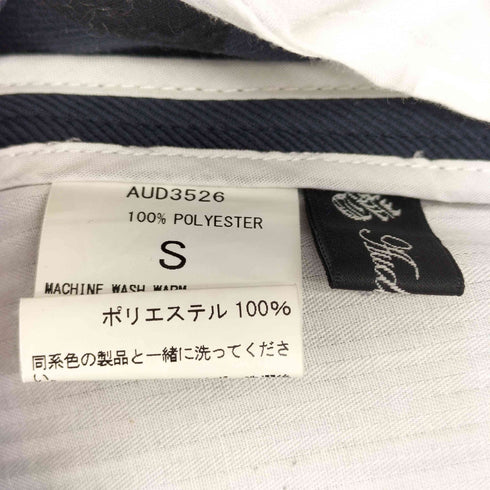 AUD3526
100% POLYESTER
S
MACHINE WASH WARM
ポリエステル 100%
同系色の製品と一緒に洗ってくださ
い